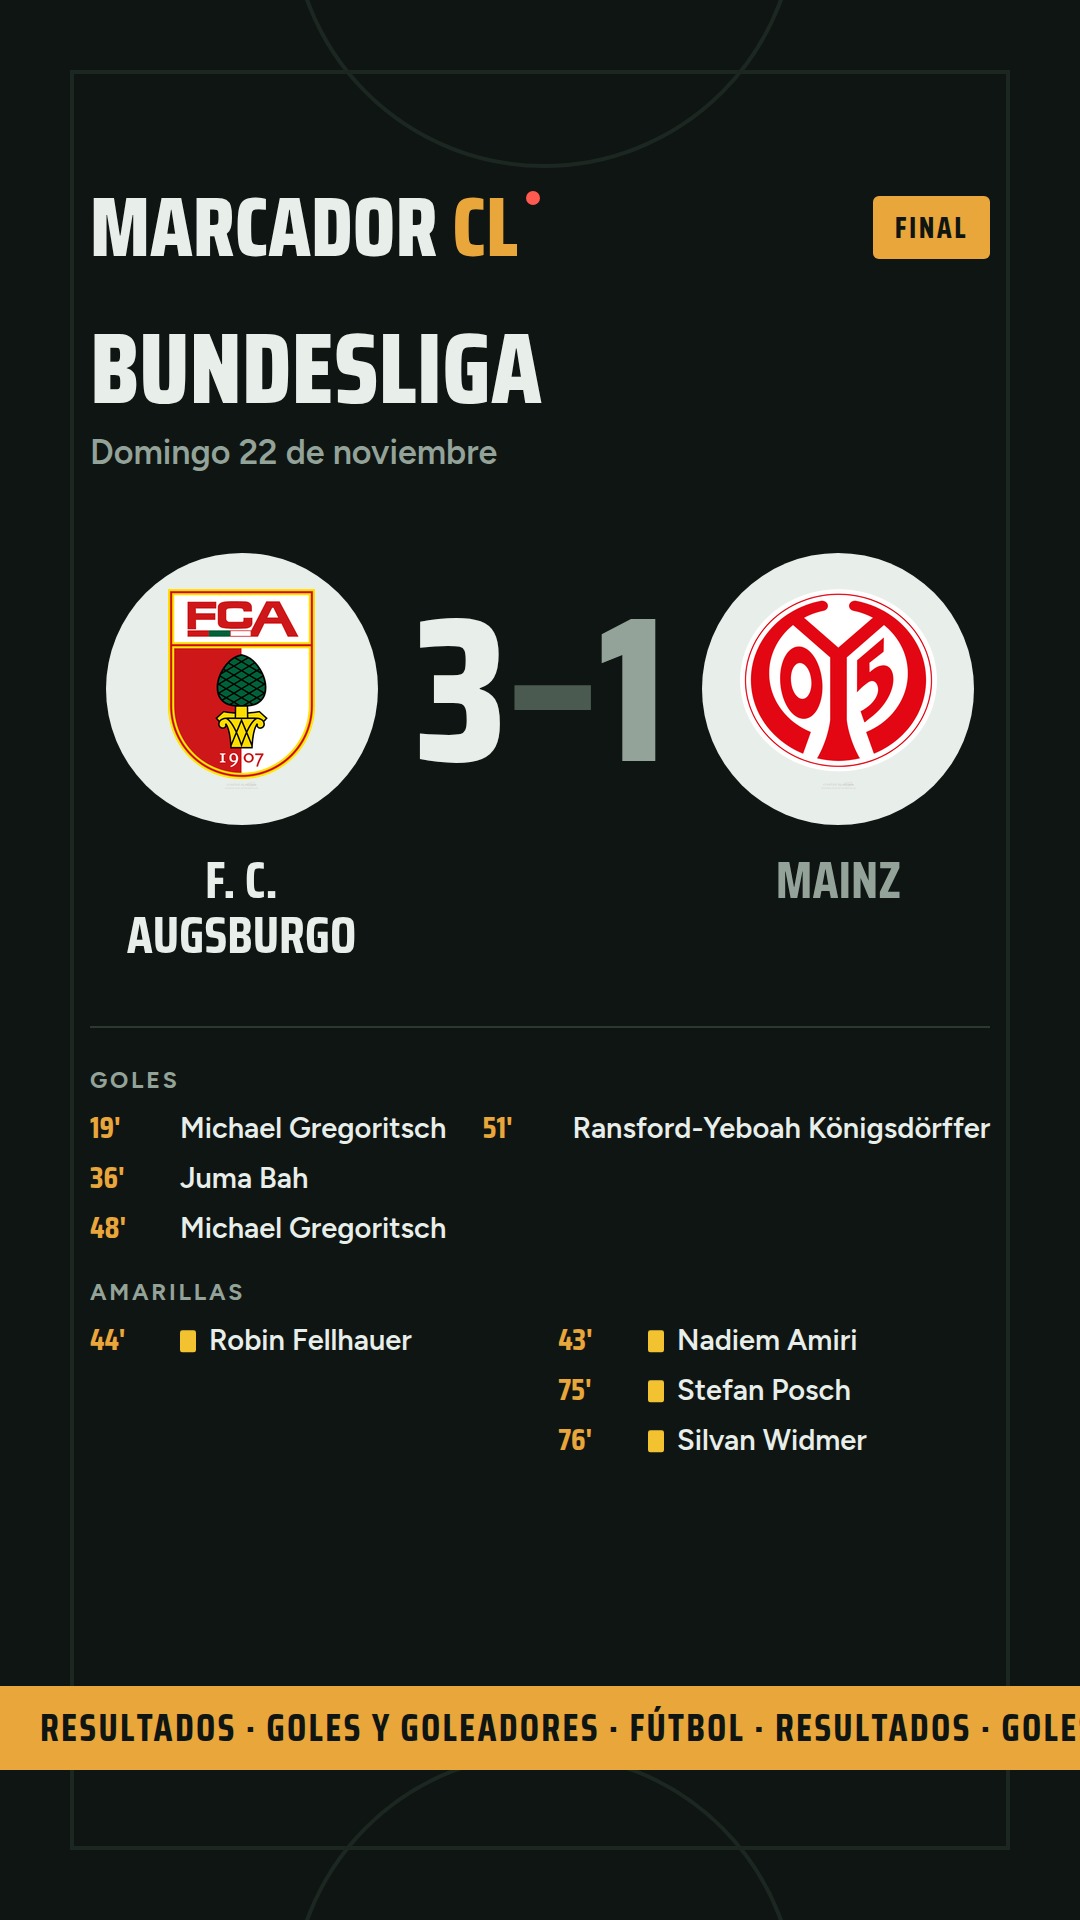 MARCADOR CL
FINAL
BUNDESLIGA
Domingo 22 de noviembre
FCA
1907
3–1
05
F. C.
AUGSBURGO
MAINZ
GOLES
19' Michael Gregoritsch
51' Ransford-Yeboah Königsdörffer
36' Juma Bah
48' Michael Gregoritsch
AMARILLAS
44' Robin Fellhauer
43' Nadiem Amiri
75' Stefan Posch
76' Silvan Widmer
RESULTADOS · GOLES Y GOLEADORES · FÚTBOL · RESULTADOS · GOLES